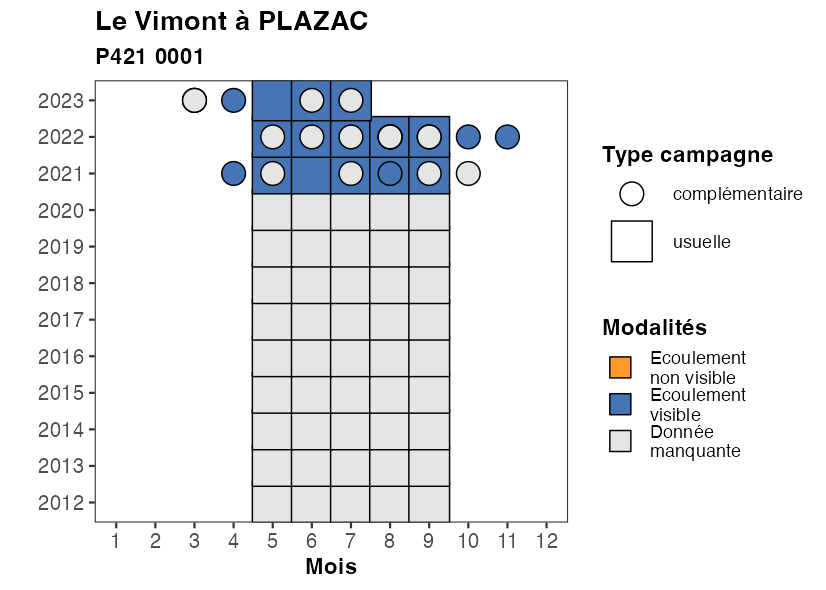 Le Vimont à PLAZAC
P421 0001
2023
2022
2021
2020
2019
2018
2017
2016
2015
2014
2013
2012
1 2 3 4 5 6 7 8 9 10 11 12
Mois
Type campagne
complémentaire
usuelle
Modalités
Ecoulement
non visible
Ecoulement
visible
Donnée
manquante